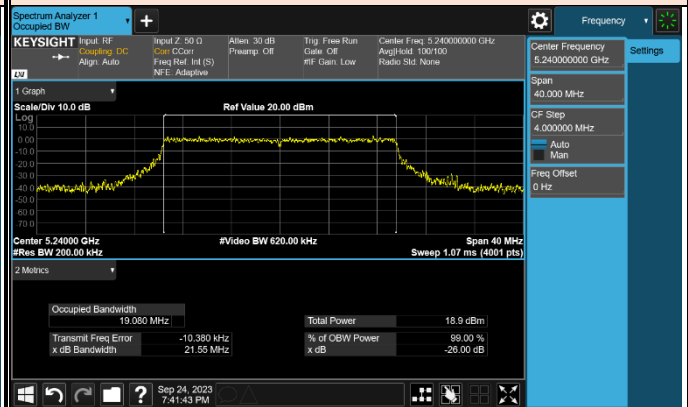 Spectrum Analyzer 1
Occupied BW
+
Frequency
KEYSIGHT
Input: RF
Coupling: DC
Align: Auto
Input Z: 50 Ω
Corr CCorr
Freq Ref: Int (S)
NFE: Adaptive
Atten: 30 dB
Preamp: Off
Trig: Free Run
Gate: Off
#IF Gain: Low
Center Freq: 5.240000000 GHz
Avg|Hold: 100/100
Radio Std: None
LXI
Center Frequency
5.240000000 GHz
Settings
Span
40.000 MHz
CF Step
4.000000 MHz
Auto
Man
Freq Offset
0 Hz
1 Graph
Scale/Div 10.0 dB
Ref Value 20.00 dBm
Log
10.0
0.00
-10.0
-20.0
-30.0
-40.0
-50.0
-60.0
-70.0
Center 5.24000 GHz
#Video BW 620.00 kHz
Span 40 MHz
#Res BW 200.00 kHz
Sweep 1.07 ms (4001 pts)
2 Metrics
Occupied Bandwidth
19.080 MHz
Total Power
18.9 dBm
Transmit Freq Error
-10.380 kHz
% of OBW Power
99.00 %
x dB Bandwidth
21.55 MHz
x dB
-26.00 dB
?
Sep 24, 2023
7:41:43 PM